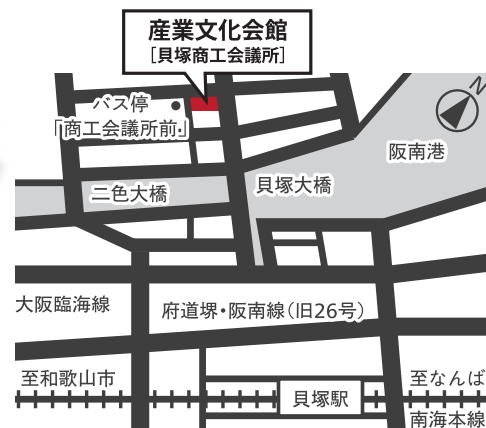 産業文化会館
[貝塚商工会議所]
N
バス停
「商工会議所前」
阪南港
二色大橋
貝塚大橋
大阪臨海線
府道堺・阪南線(旧26号)
至和歌山市
至なんば
貝塚駅
南海本線